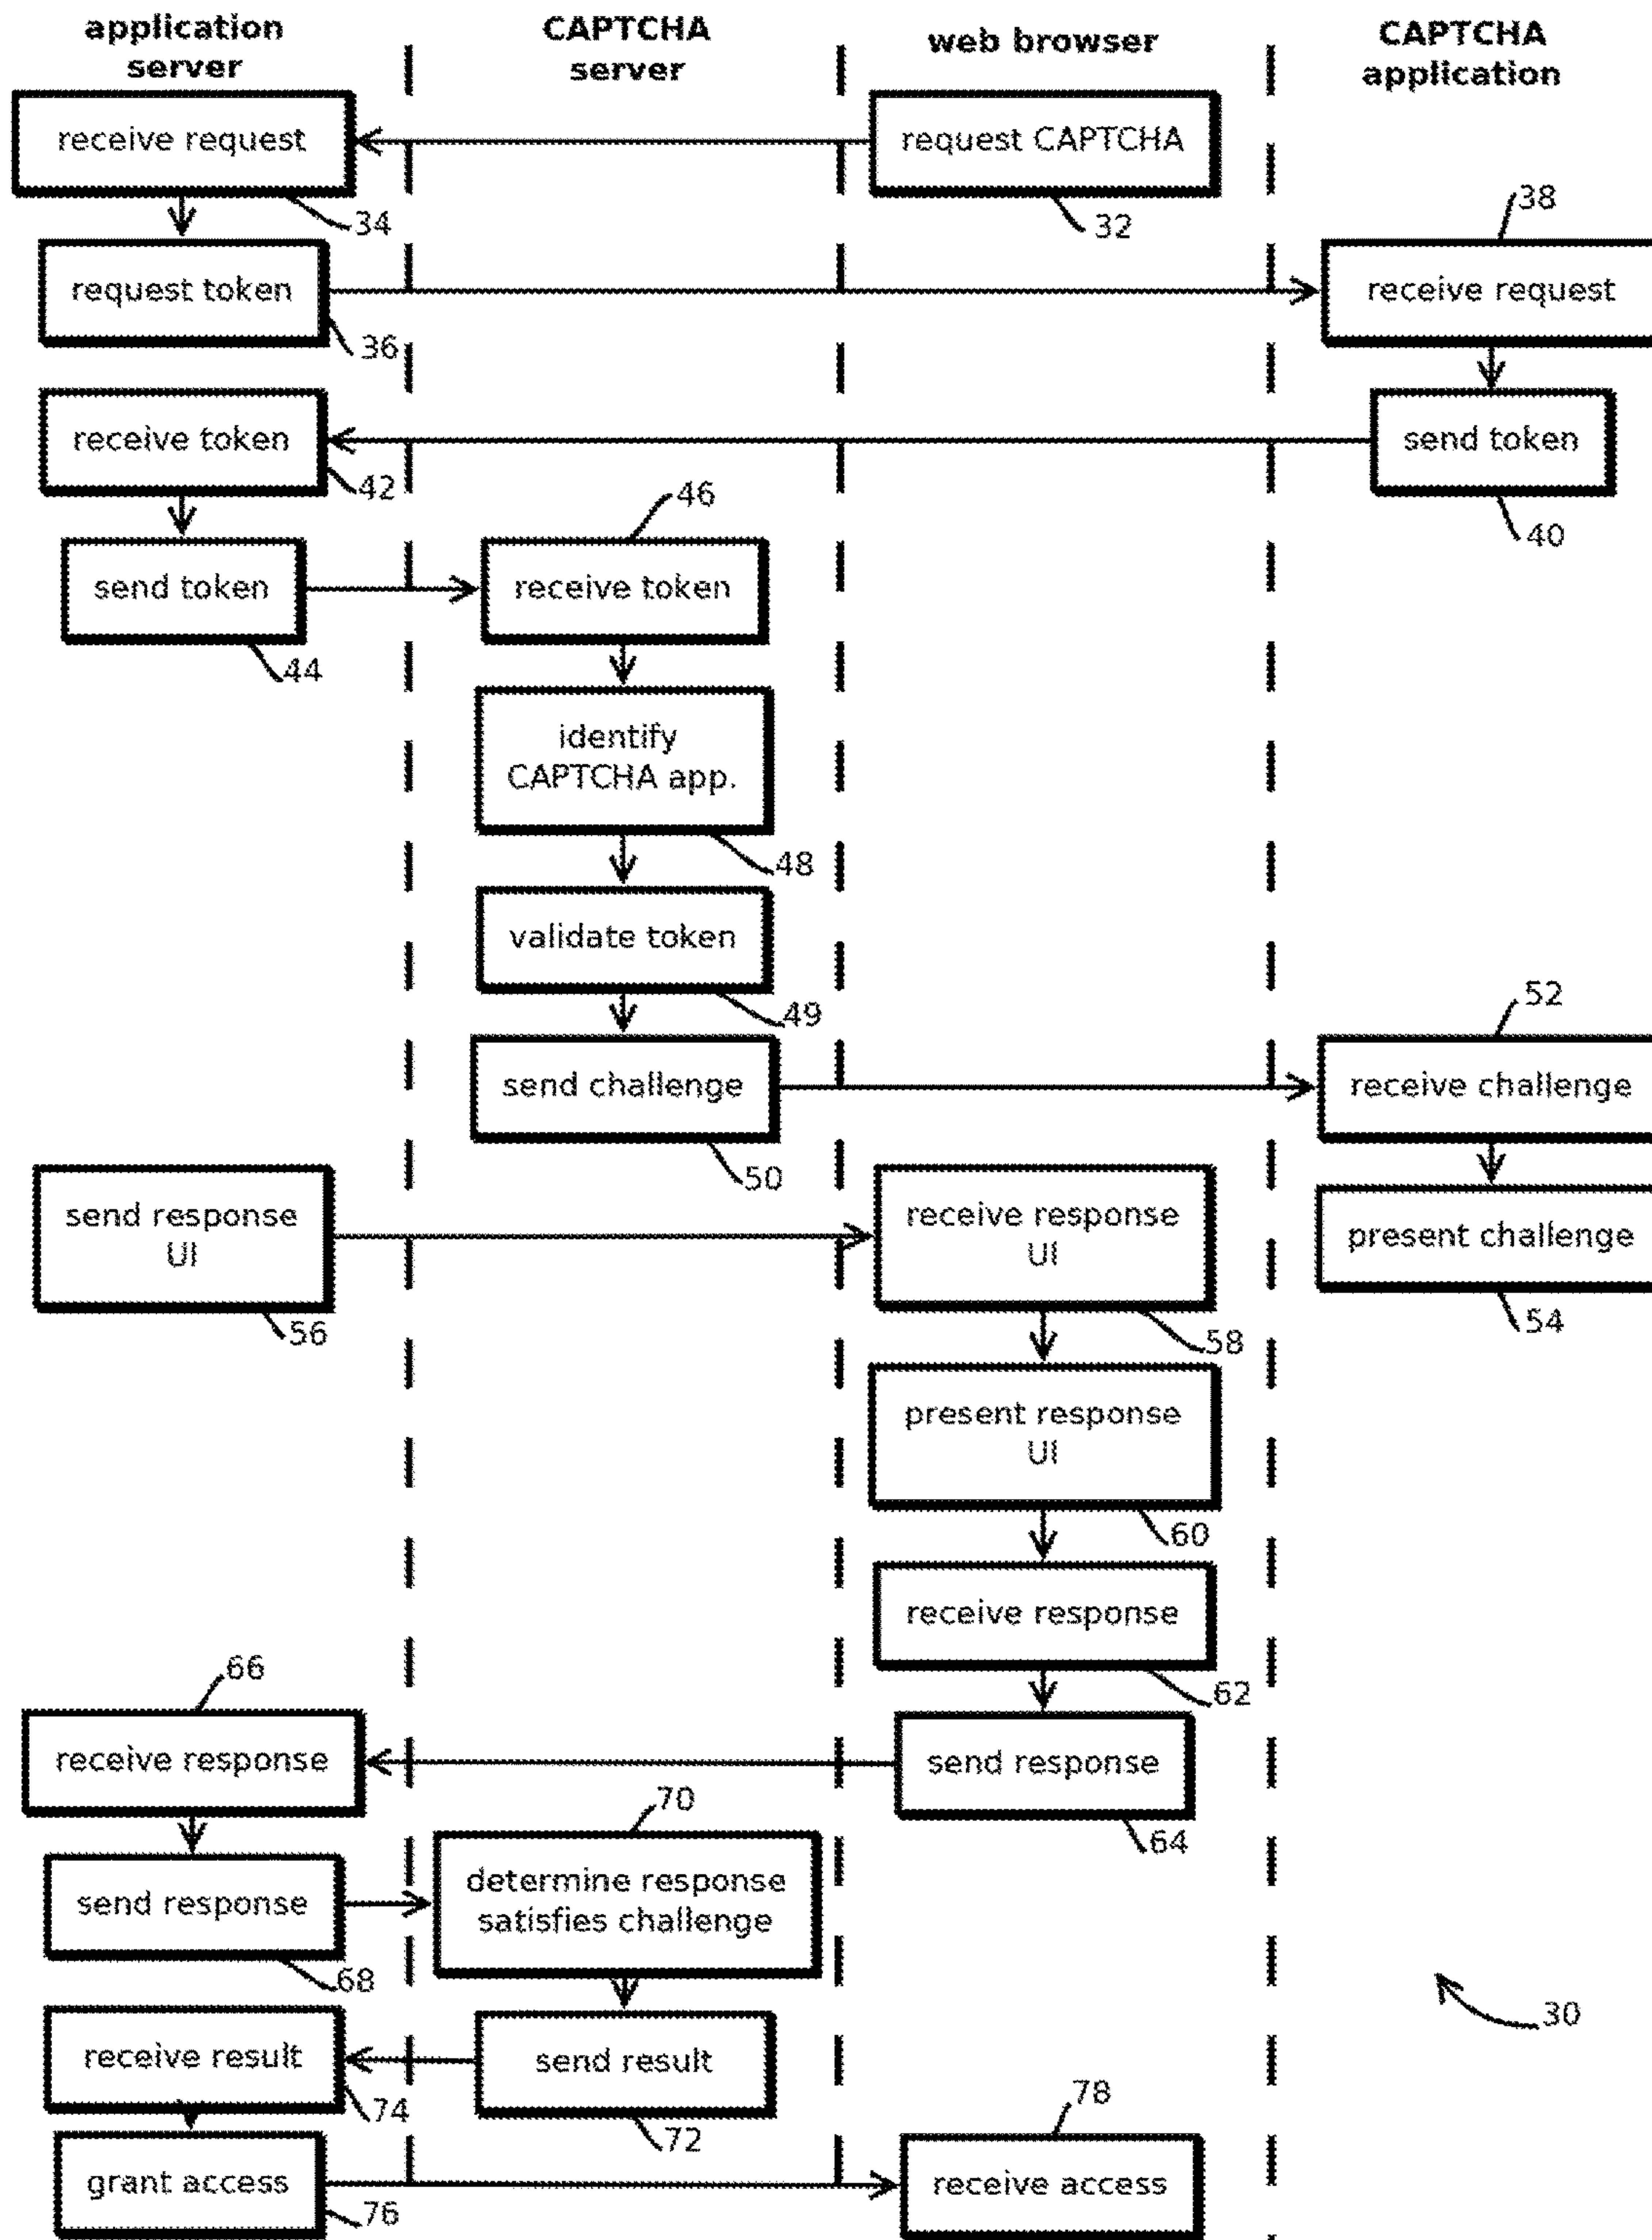 application
server
CAPTCHA
server
web browser
CAPTCHA
application
receive request
request CAPTCHA
34
32
38
request token
receive request
36
receive token
send token
42
46
40
send token
receive token
44
identify
CAPTCHA app.
48
validate token
49
52
send challenge
receive challenge
50
send response
UI
receive response
UI
present challenge
56
58
54
present response
UI
60
receive response
62
66
receive response
send response
70
64
send response
determine response
satisfies challenge
68
30
receive result
send result
74
72
78
grant access
receive access
76